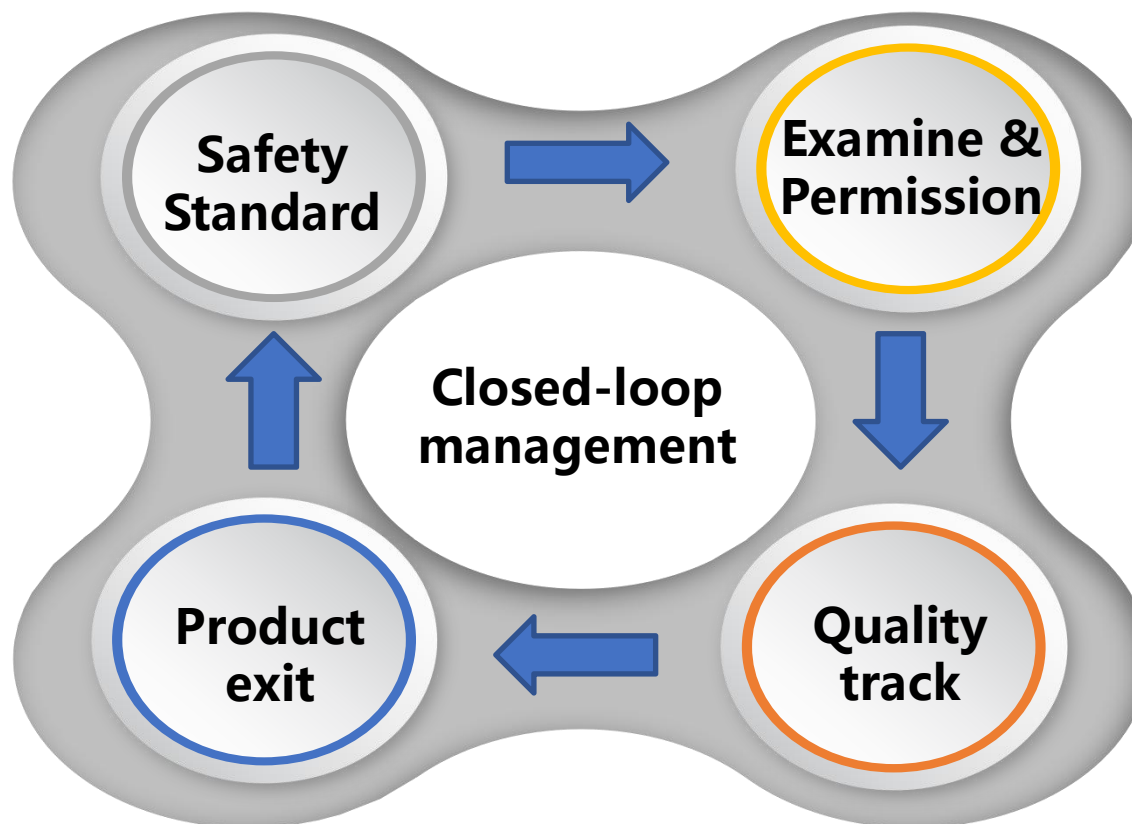 Safety
Standard
Examine &
Permission
Closed-loop
management
Product
exit
Quality
track